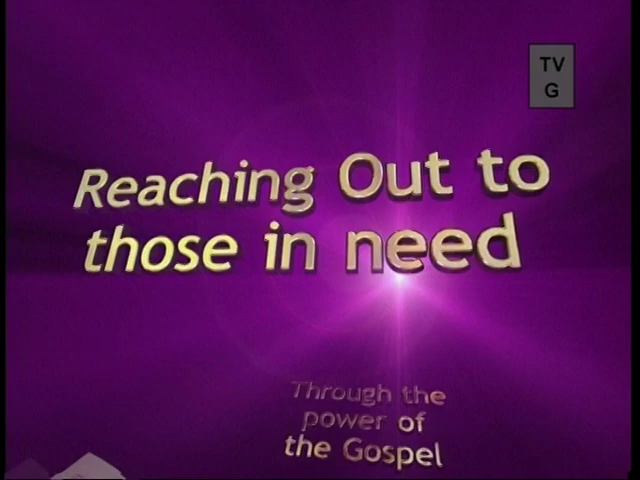 TV
G
Reaching Out to
those in need
Through the
power of
the Gospel